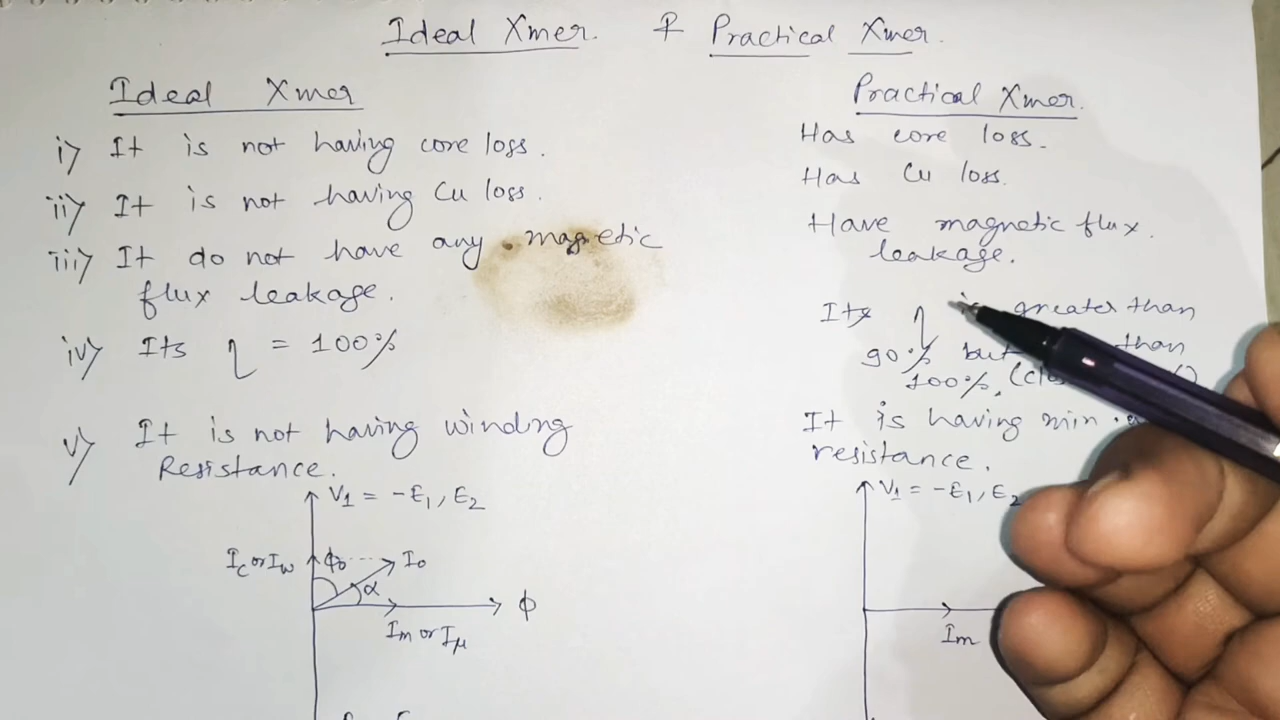 Ideal Xmer. & Practical Xmer.
Ideal Xmer
i) It is not having core loss.
ii) It is not having Cu loss.
iii) It do not have any magnetic
flux leakage.
iv) Its η = 100%
v) It is not having winding
Resistance.
V1 = -E1, E2
Ic or Iw
Φo
Io
α
Φ
Im or Iμ
Practical Xmer.
Has core loss.
Has Cu loss.
Have magnetic flux.
leakage.
Its η is greater than
90% but than
100%.
It is having min.
resistance.
V1 = -E1, E2
Im